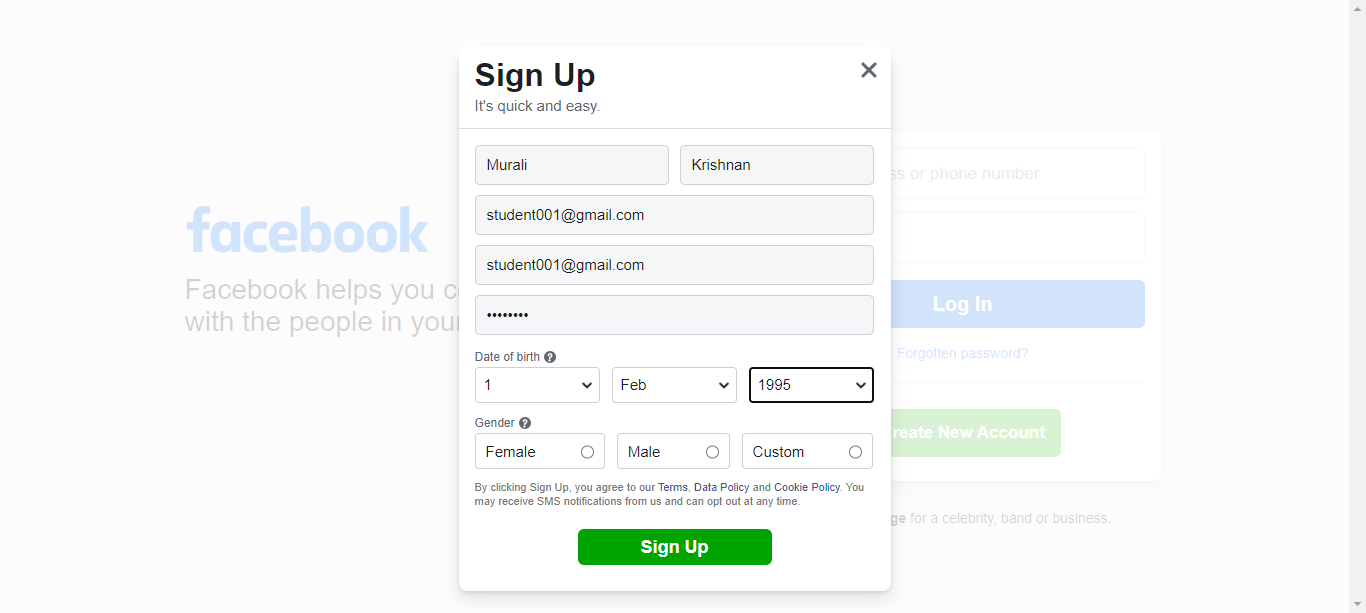 Sign Up
It's quick and easy.
Murali Krishnan
student001@gmail.com
student001@gmail.com
••••••••
Date of birth ?
1 Feb 1995
Gender ?
Female Male Custom
By clicking Sign Up, you agree to our Terms, Data Policy and Cookie Policy. You
may receive SMS notifications from us and can opt out at any time.
Sign Up
facebook
Facebook helps you
with the people in your
or phone number
Log In
Forgotten password?
Create New Account
for a celebrity, band or business.